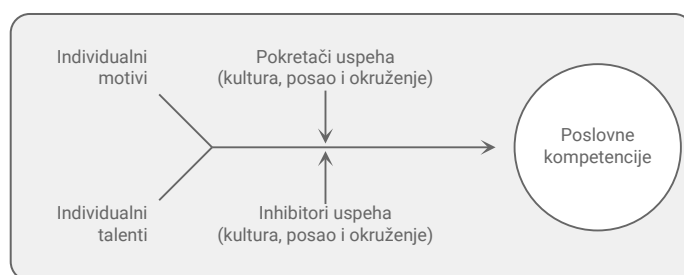 Individualni
motivi
Pokretači uspeha
(kultura, posao i okruženje)
Poslovne
kompetencije
Individualni
talenti
Inhibitori uspeha
(kultura, posao i okruženje)